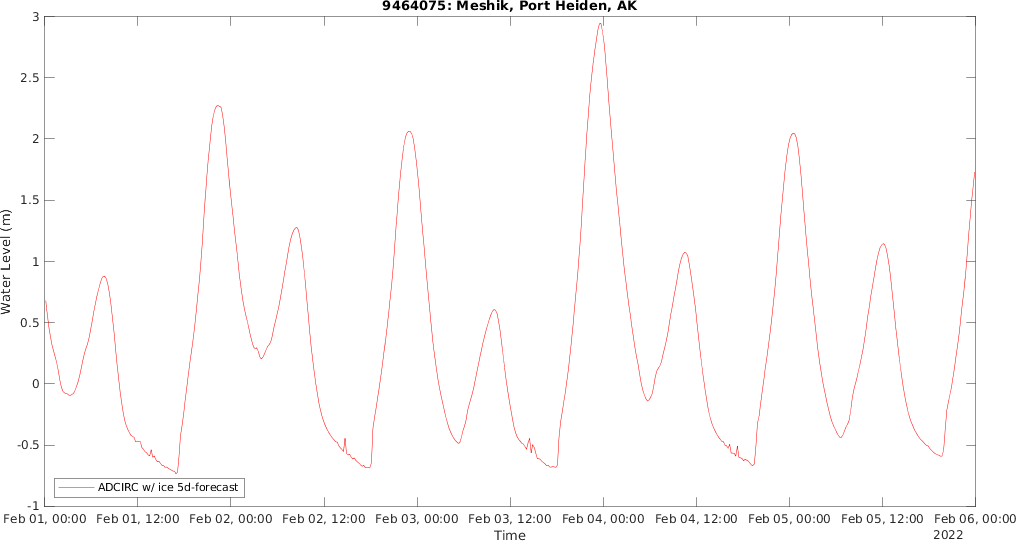 9464075: Meshik, Port Heiden, AK
3
2.5
2
1.5
1
0.5
0
-0.5
-1
Water Level (m)
ADCIRC w/ ice 5d-forecast
Feb 01, 00:00 Feb 01, 12:00 Feb 02, 00:00 Feb 02, 12:00 Feb 03, 00:00 Feb 03, 12:00 Feb 04, 00:00 Feb 04, 12:00 Feb 05, 00:00 Feb 05, 12:00 Feb 06, 00:00
Time
2022